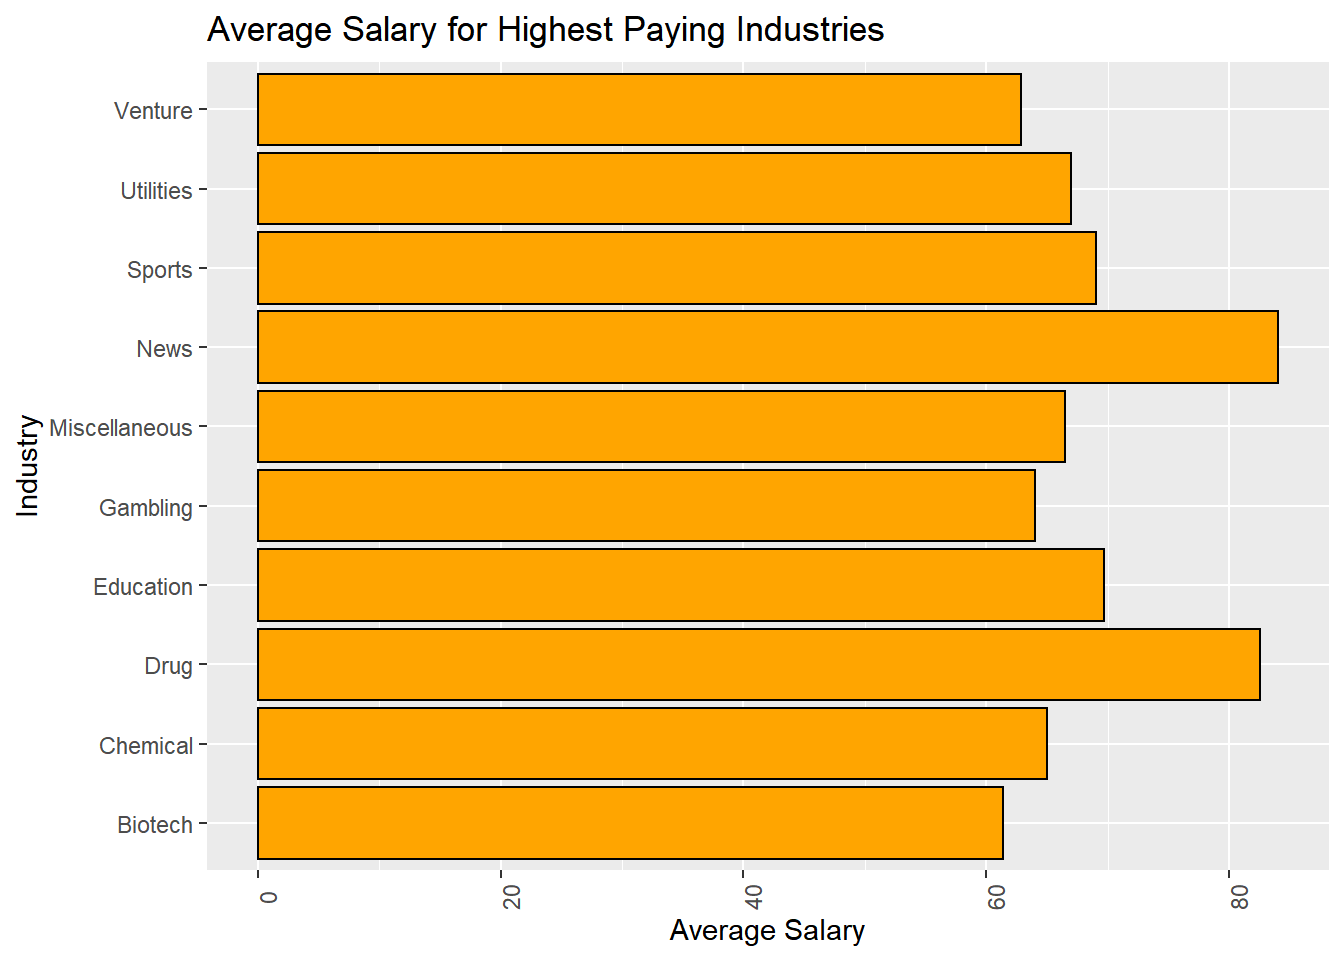 Average Salary for Highest Paying Industries
Venture
Utilities
Sports
News
Miscellaneous
Gambling
Education
Drug
Chemical
Biotech
Industry
0
20
40
60
80
Average Salary